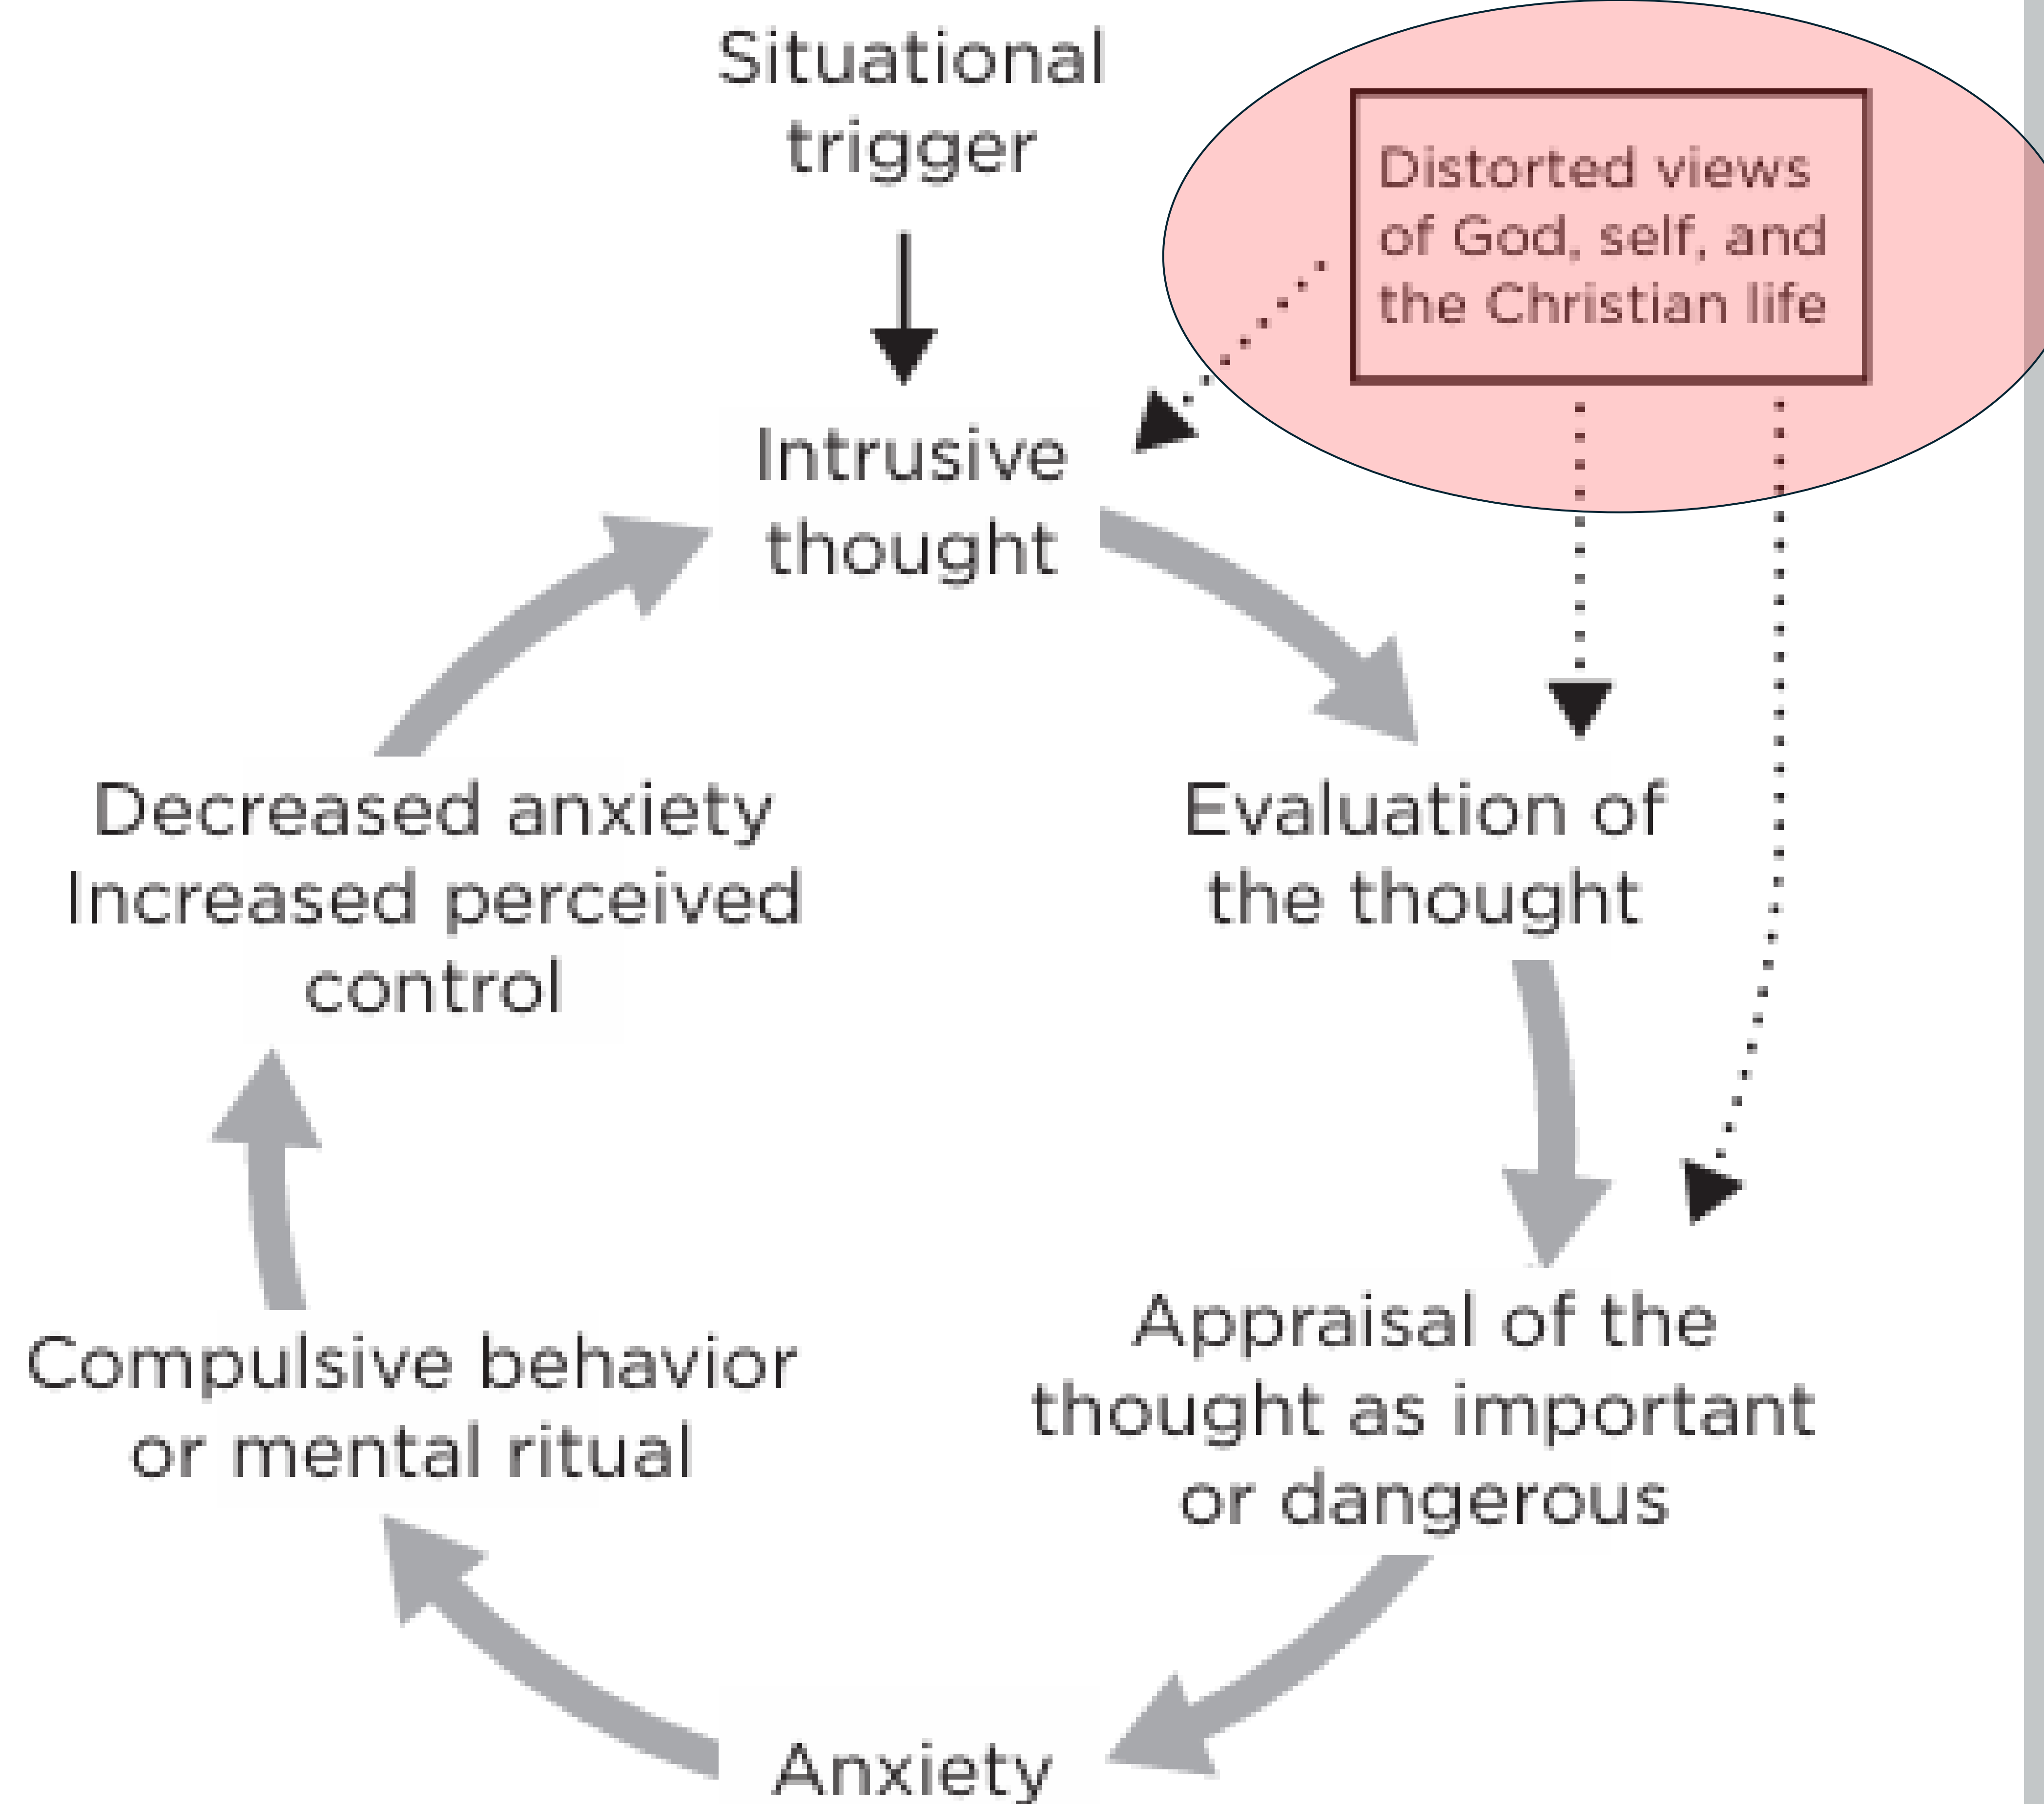 Situational
trigger
Distorted views
of God, self, and
the Christian life
Intrusive
thought
Evaluation of
the thought
Appraisal of the
thought as important
or dangerous
Anxiety
Compulsive behavior
or mental ritual
Decreased anxiety
Increased perceived
control